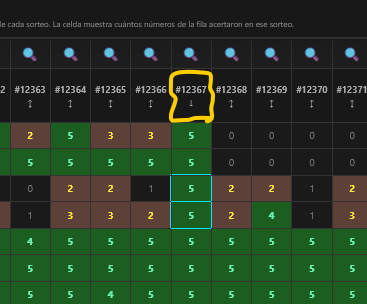 de cada sorteo. La celda muestra cuántos números de la fila acertaron en ese sorteo.
2 #12363 #12364 #12365 #12366 #12367 #12368 #12369 #12370 #12371
↕ ↕ ↕ ↕ ↓ ↕ ↕ ↕ ↕
2 5 3 3 5 0 0 0 0
5 5 5 5 5 0 0 0 0
0 2 2 1 5 2 2 1 2
1 3 3 2 5 2 4 1 3
4 5 5 5 5 5 5 5 5
5 5 5 5 5 5 5 5 5
5 5 4 5 5 5 5 5 5